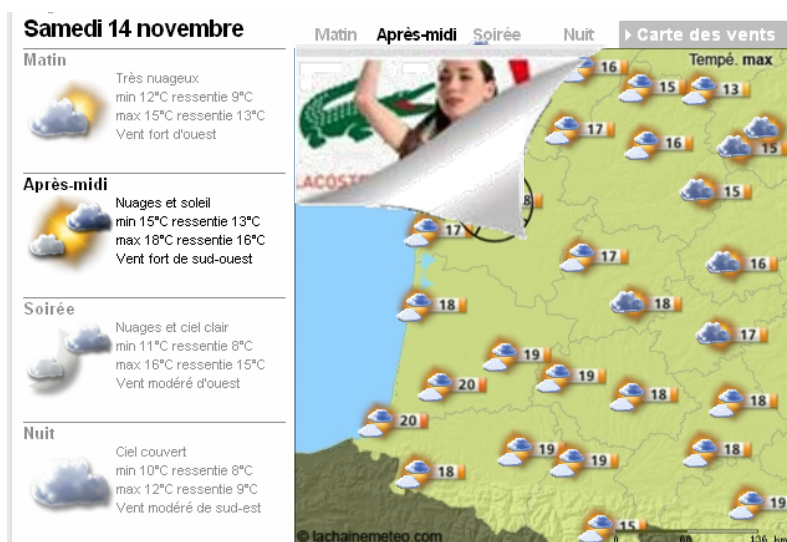 Samedi 14 novembre
Matin
Très nuageux
min 12°C ressentie 9°C
max 15°C ressentie 13°C
Vent fort d'ouest
Après-midi
Nuages et soleil
min 15°C ressentie 13°C
max 18°C ressentie 16°C
Vent fort de sud-ouest
Soirée
Nuages et ciel clair
min 11°C ressentie 8°C
max 16°C ressentie 15°C
Vent modéré d'ouest
Nuit
Ciel couvert
min 10°C ressentie 8°C
max 12°C ressentie 9°C
Vent modéré de sud-est
Matin Après-midi Soirée Nuit Carte des vents
Tempé. max
16
15 13
17
16 15
LACOSTE
15
8
17
17 16
18 18
17
19
20 19
18 18
20
19 19 18
18
19
15
© lachainemeteo.com
0 68 136 km